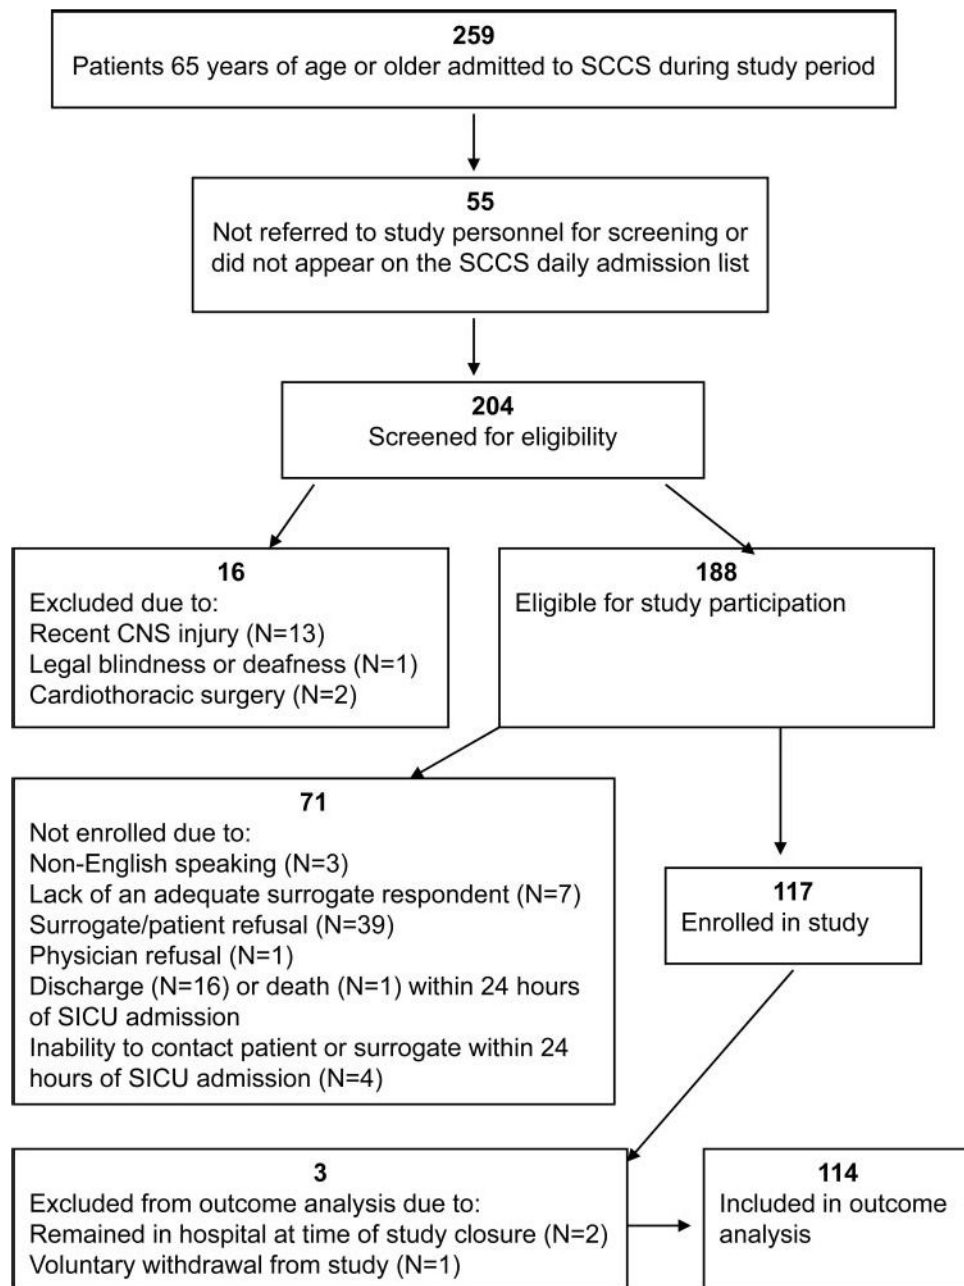 259
Patients 65 years of age or older admitted to SCCS during study period
55
Not referred to study personnel for screening or
did not appear on the SCCS daily admission list
204
Screened for eligibility
16
Excluded due to:
Recent CNS injury (N=13)
Legal blindness or deafness (N=1)
Cardiothoracic surgery (N=2)
188
Eligible for study participation
71
Not enrolled due to:
Non-English speaking (N=3)
Lack of an adequate surrogate respondent (N=7)
Surrogate/patient refusal (N=39)
Physician refusal (N=1)
Discharge (N=16) or death (N=1) within 24 hours
of SICU admission
Inability to contact patient or surrogate within 24
hours of SICU admission (N=4)
117
Enrolled in study
3
Excluded from outcome analysis due to:
Remained in hospital at time of study closure (N=2)
Voluntary withdrawal from study (N=1)
114
Included in outcome
analysis